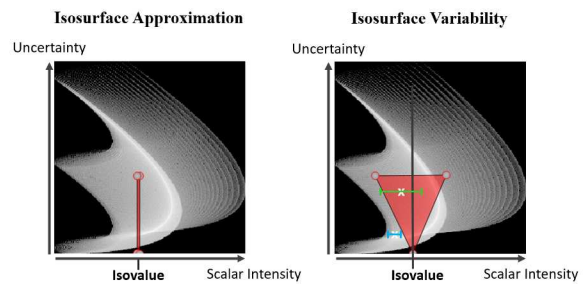 Isosurface Approximation
Isosurface Variability
Uncertainty
Uncertainty
x
Isovalue
Scalar Intensity
Isovalue
Scalar Intensity